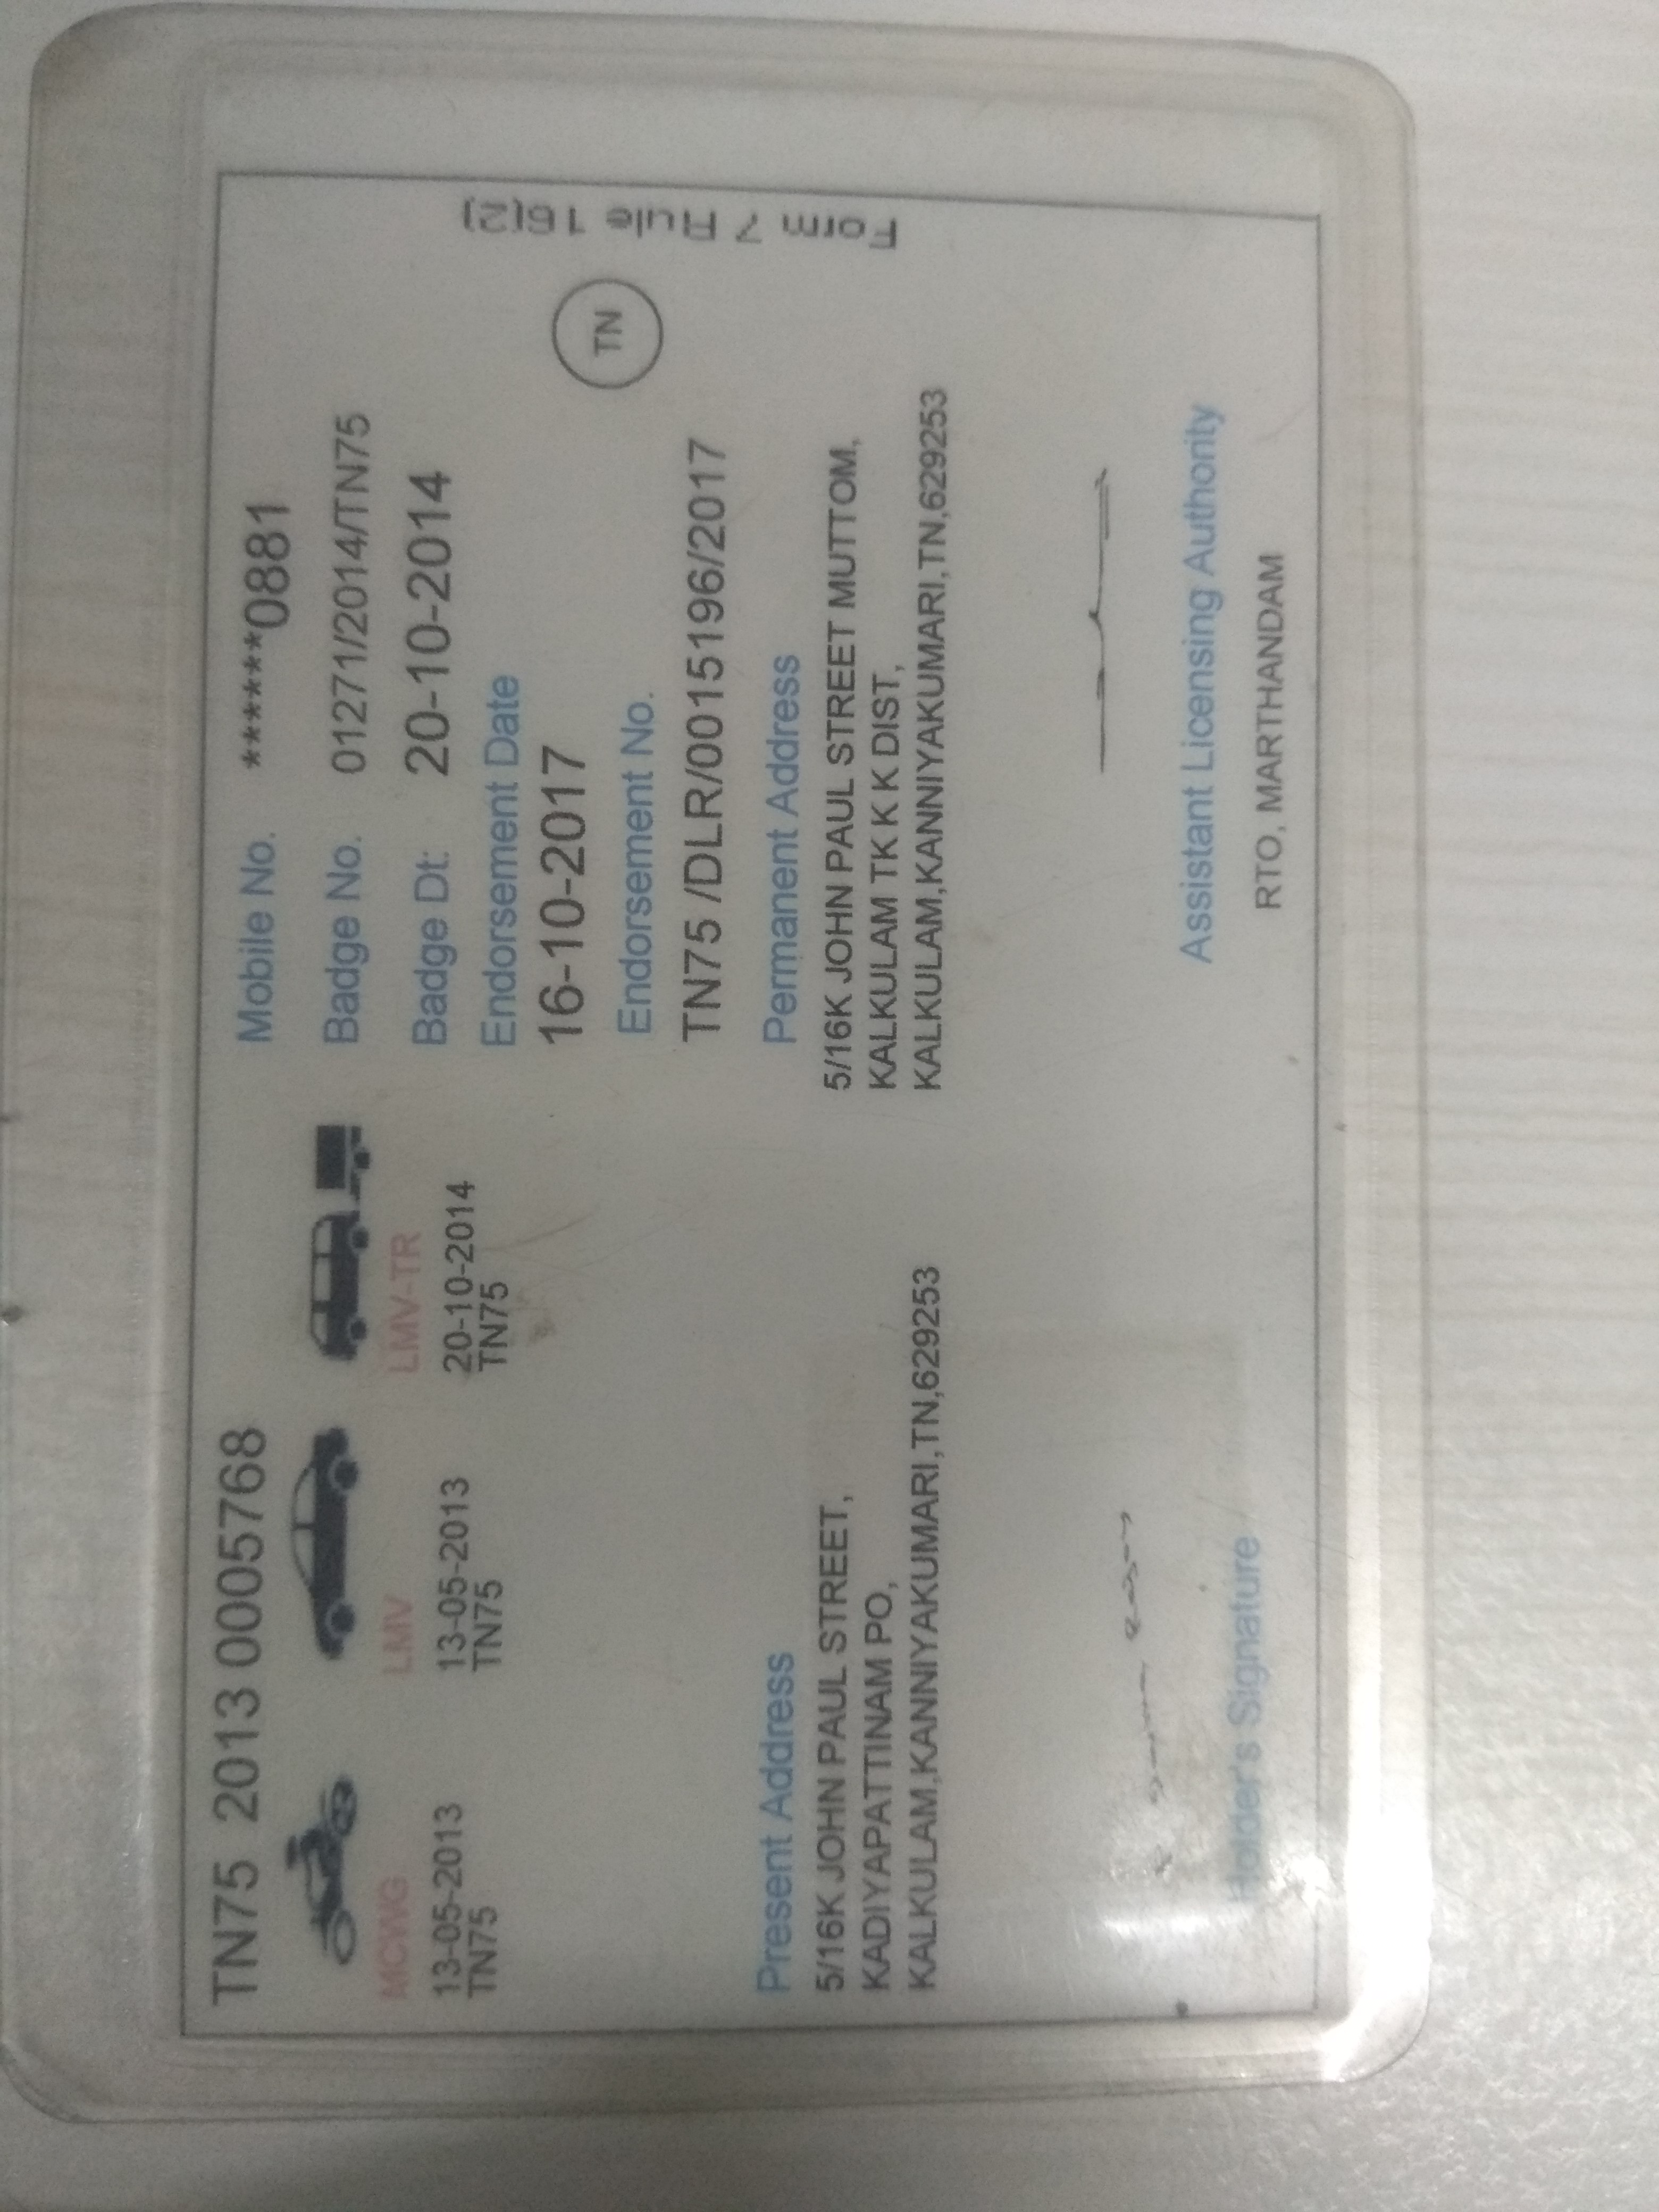 TN75 2013 0005768
MCWG
13-05-2013
TN75
LMV
13-05-2013
TN75
LMV-TR
20-10-2014
TN75
Mobile No. ******0881
Badge No. 01271/2014/TN75
Badge Dt: 20-10-2014
Endorsement Date
16-10-2017
Endorsement No.
TN75 /DLR/0015196/2017
TN
Form 7 Rule 16(2)
Present Address
5/16K JOHN PAUL STREET,
KADIYAPATTINAM PO,
KALKULAM,KANNIYAKUMARI,TN,629253
Permanent Address
5/16K JOHN PAUL STREET MUTTOM,
KALKULAM TK K K DIST,
KALKULAM,KANNIYAKUMARI,TN,629253
Holder's Signature
Assistant Licensing Authority
RTO, MARTHANDAM